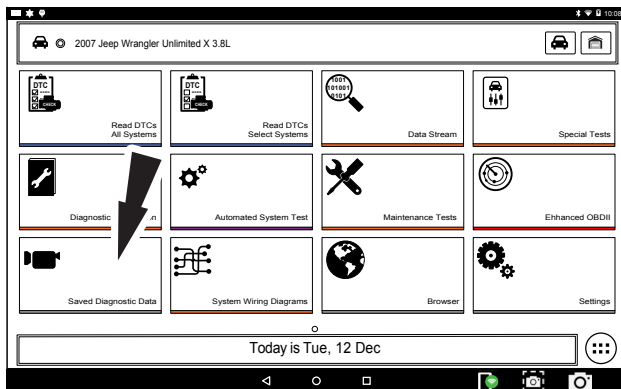 10:08
2007 Jeep Wrangler Unlimited X 3.8L
DTC
CHECK
Read DTCs
All Systems
DTC
CHECK
Read DTCs
Select Systems
1001
101001
0101
Data Stream
Special Tests
Diagnostic
Automated System Test
Maintenance Tests
Ehhanced OBDII
Saved Diagnostic Data
System Wiring Diagrams
Browser
Settings
Today is Tue, 12 Dec